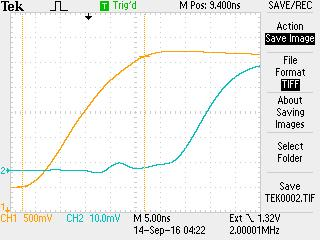 Tek T Trig'd M Pos: 9.400ns SAVE/REC
Action
Save Image
File
Format
TIFF
About
Saving
Images
Select
Folder
Save
TEK0002.TIF
2
1
CH1 500mV CH2 10.0mV M 5.00ns Ext 1.32V
14-Sep-16 04:22 2.00001MHz